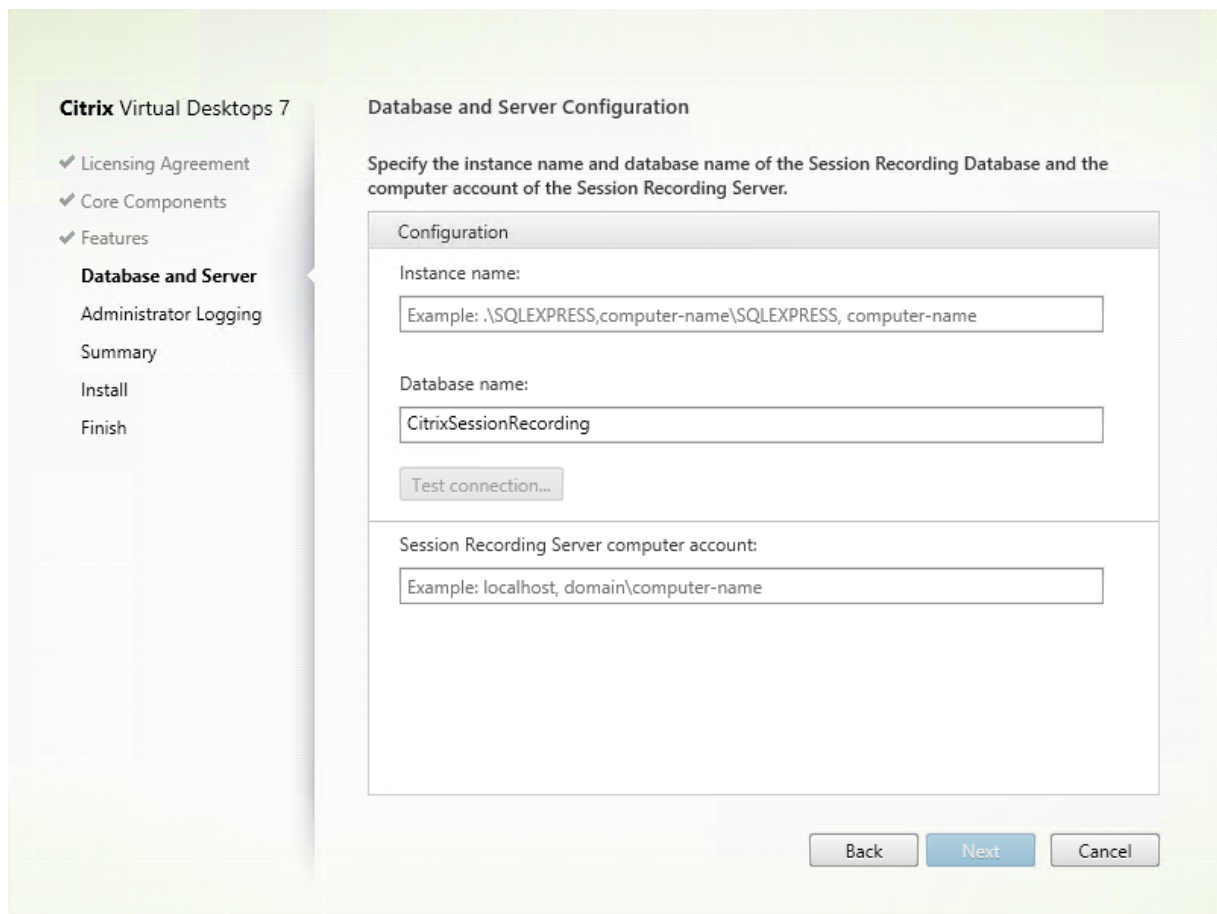 Citrix Virtual Desktops 7
Licensing Agreement
Core Components
Features
Database and Server
Administrator Logging
Summary
Install
Finish
Database and Server Configuration
Specify the instance name and database name of the Session Recording Database and the
computer account of the Session Recording Server.
Configuration
Instance name:
Example: .\SQLEXPRESS,computer-name\SQLEXPRESS, computer-name
Database name:
CitrixSessionRecording
Test connection...
Session Recording Server computer account:
Example: localhost, domain\computer-name
Back
Next
Cancel